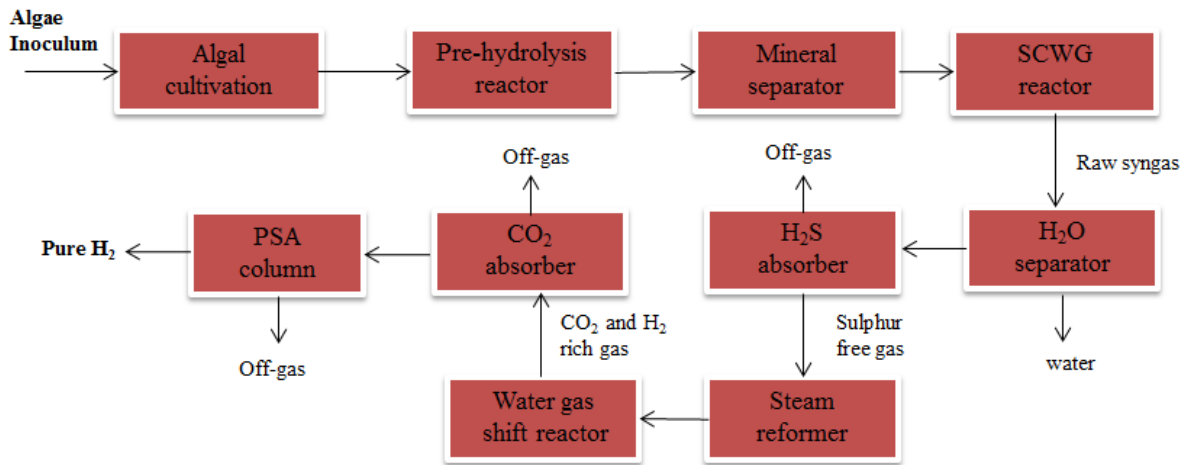 Algae
Inoculum
Algal
cultivation
Pre-hydrolysis
reactor
Mineral
separator
SCWG
reactor
Raw syngas
Off-gas
Off-gas
Pure H₂
PSA
column
CO₂
absorber
H₂S
absorber
H₂O
separator
Off-gas
CO₂ and H₂
rich gas
Sulphur
free gas
water
Water gas
shift reactor
Steam
reformer